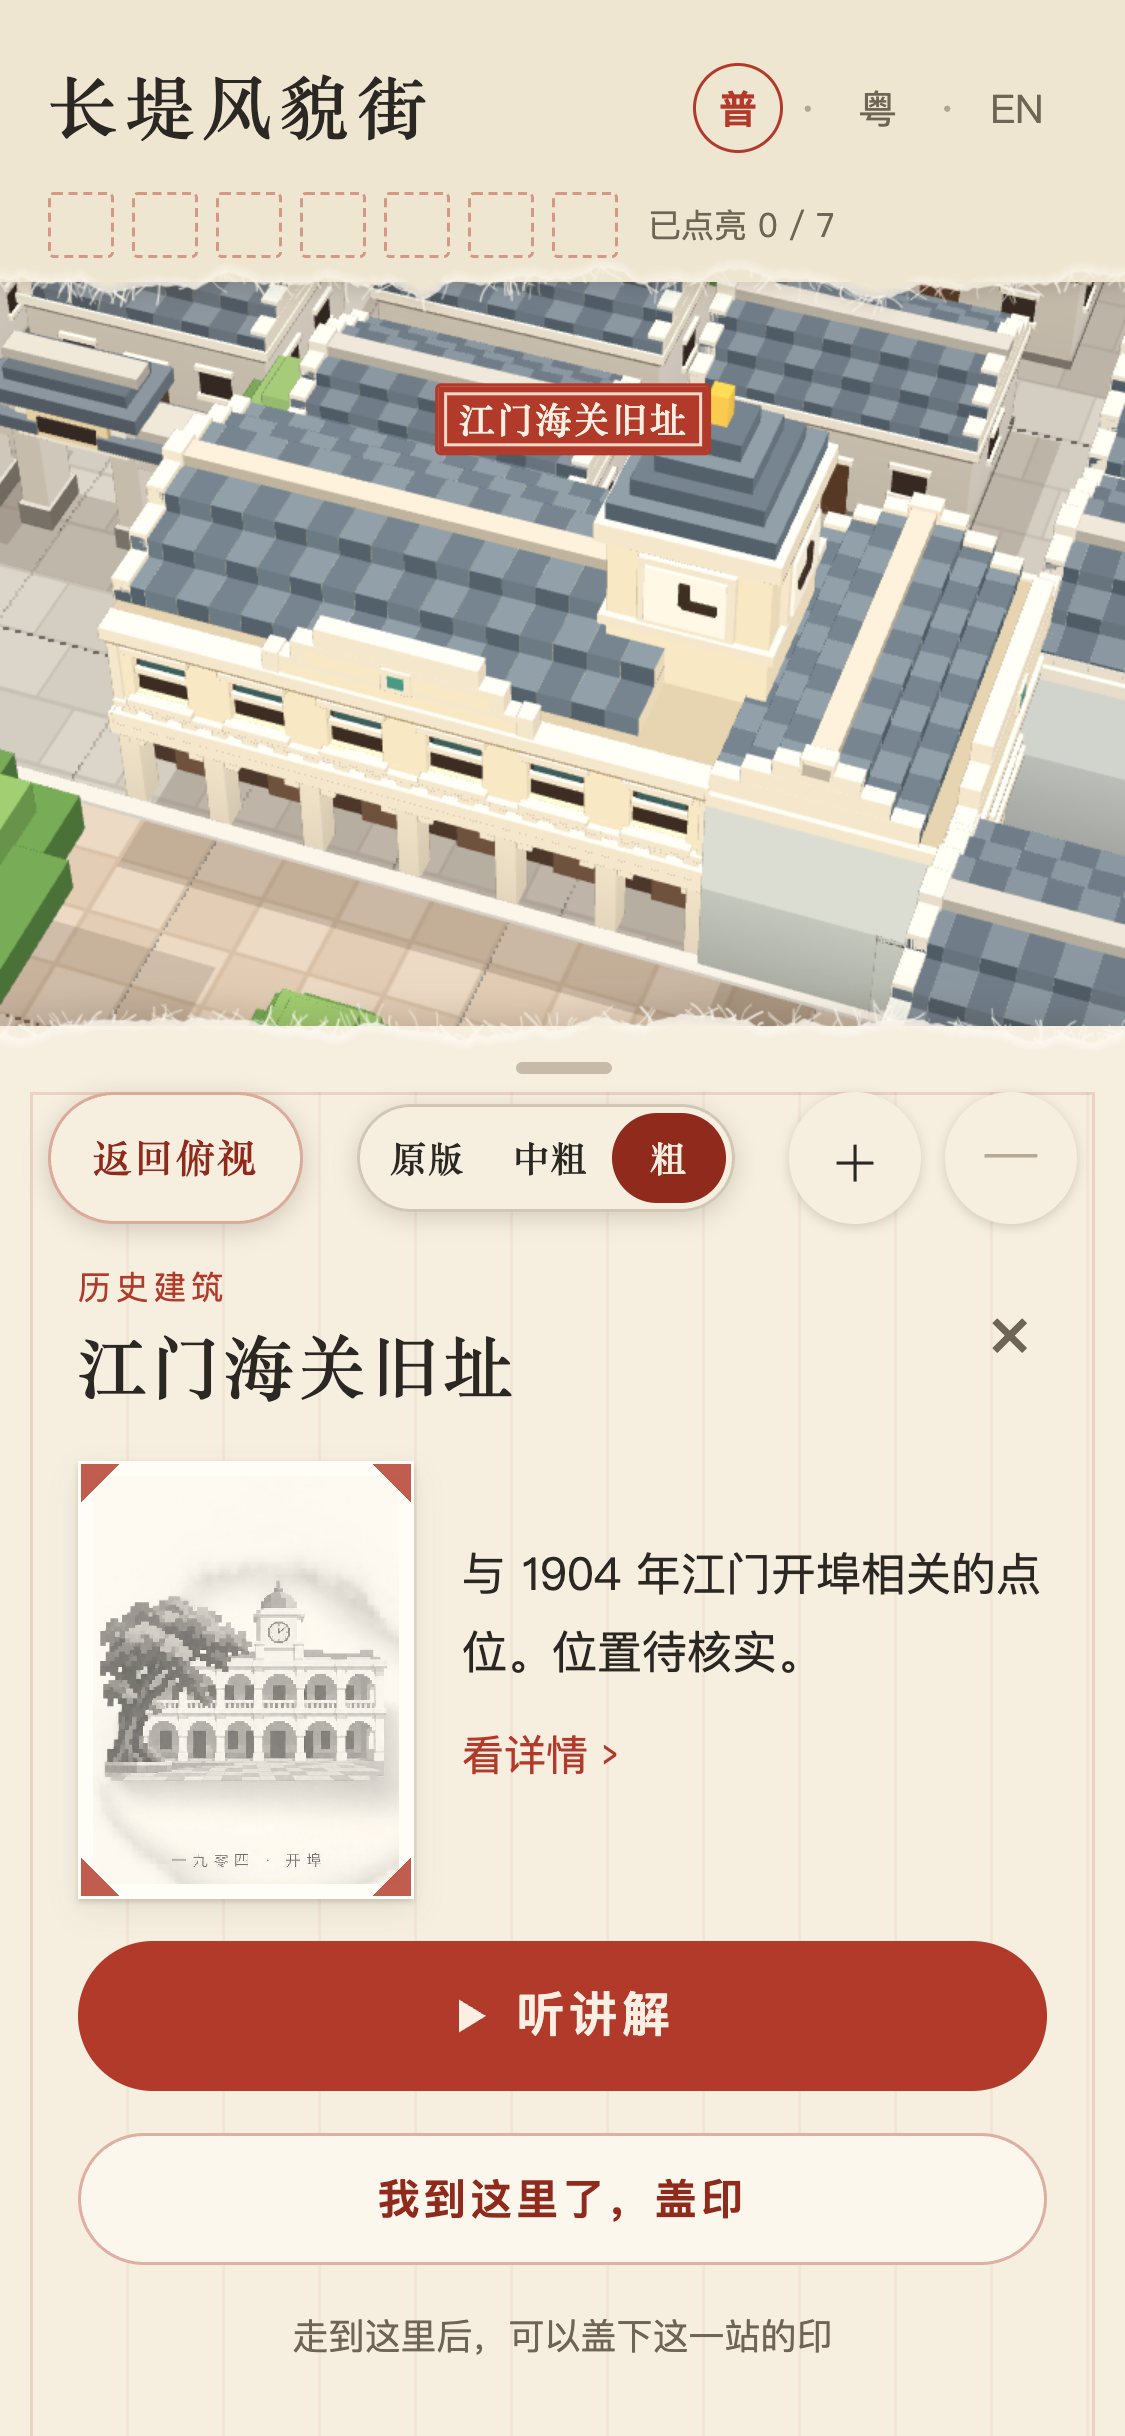 长堤风貌街
普 · 粤 · EN
已点亮 0 / 7
江门海关旧址
返回俯视
原版 中粗 粗
+ —
历史建筑
江门海关旧址
×
与 1904 年江门开埠相关的点
位。位置待核实。
看详情 ›
一九零四 · 开埠
▶ 听讲解
我到这里了，盖印
走到这里后，可以盖下这一站的印